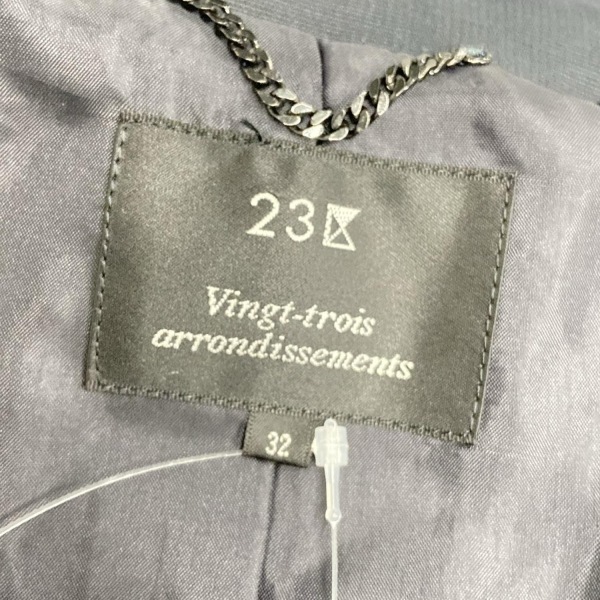 23区
Vingt-trois
arrondissements
32